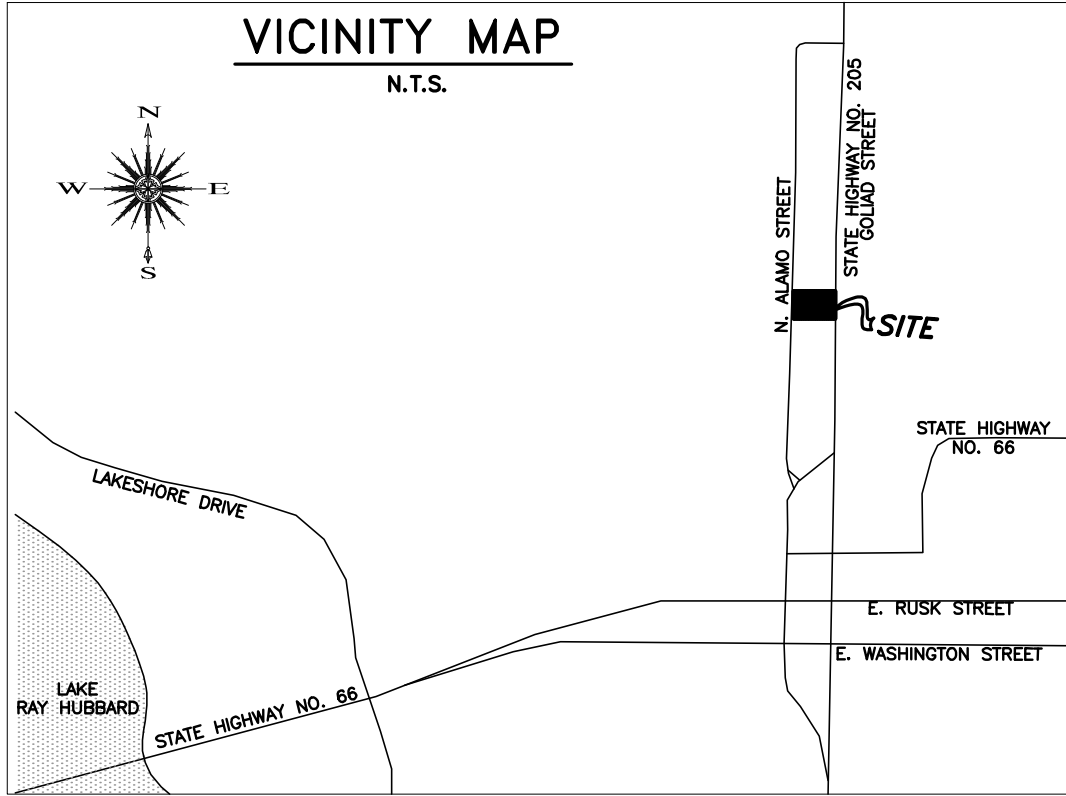 VICINITY MAP
N.T.S.
N
W
E
S
N. ALAMO STREET
STATE HIGHWAY NO. 205
GOLIAD STREET
SITE
STATE HIGHWAY
NO. 66
LAKESHORE DRIVE
E. RUSK STREET
E. WASHINGTON STREET
LAKE
RAY HUBBARD
STATE HIGHWAY NO. 66